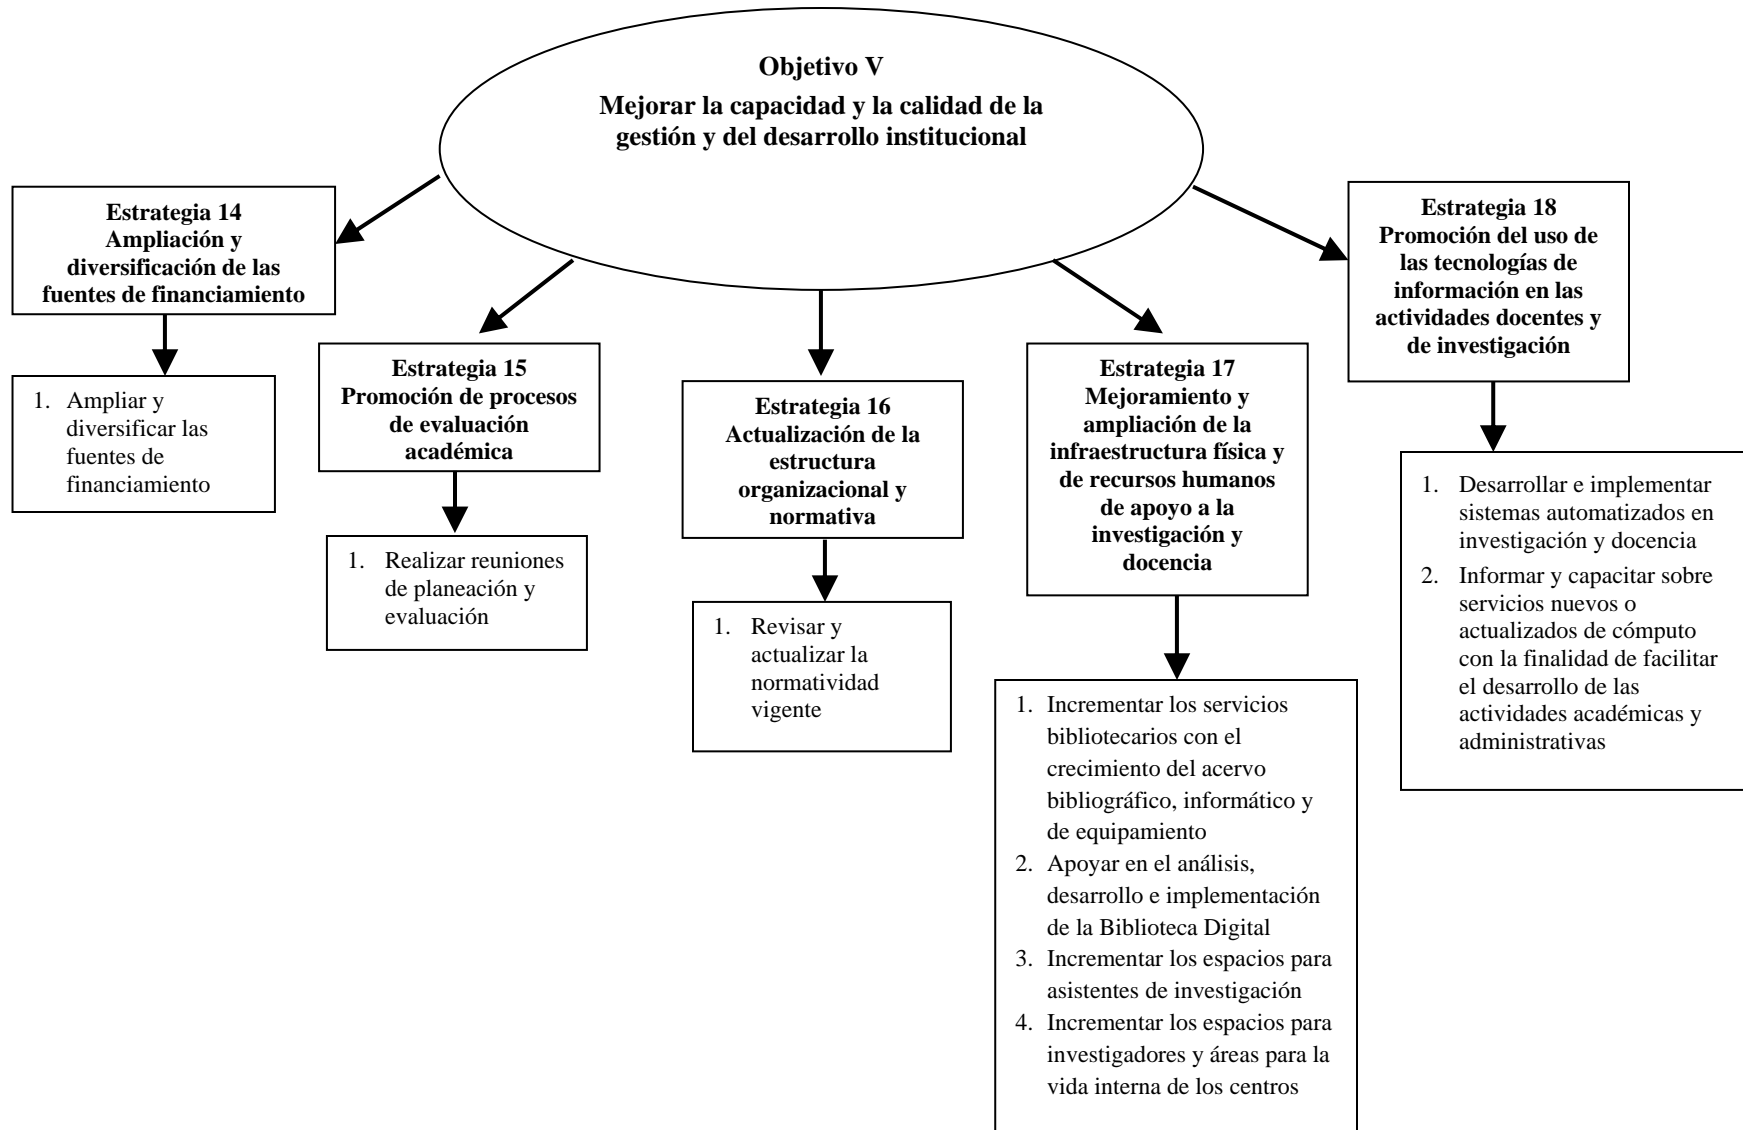 Objetivo V
Mejorar la capacidad y la calidad de la
gestión y del desarrollo institucional
Estrategia 14
Ampliación y
diversificación de las
fuentes de financiamiento
1. Ampliar y
diversificar las
fuentes de
financiamiento
Estrategia 15
Promoción de procesos
de evaluación
académica
1. Realizar reuniones
de planeación y
evaluación
Estrategia 16
Actualización de la
estructura
organizacional y
normativa
1. Revisar y
actualizar la
normatividad
vigente
Estrategia 17
Mejoramiento y
ampliación de la
infraestructura física y
de recursos humanos
de apoyo a la
investigación y
docencia
1. Incrementar los servicios
bibliotecarios con el
crecimiento del acervo
bibliográfico, informático y
de equipamiento
2. Apoyar en el análisis,
desarrollo e implementación
de la Biblioteca Digital
3. Incrementar los espacios para
asistentes de investigación
4. Incrementar los espacios para
investigadores y áreas para la
vida interna de los centros
Estrategia 18
Promoción del uso de
las tecnologías de
información en las
actividades docentes y
de investigación
1. Desarrollar e implementar
sistemas automatizados en
investigación y docencia
2. Informar y capacitar sobre
servicios nuevos o
actualizados de cómputo
con la finalidad de facilitar
el desarrollo de las
actividades académicas y
administrativas